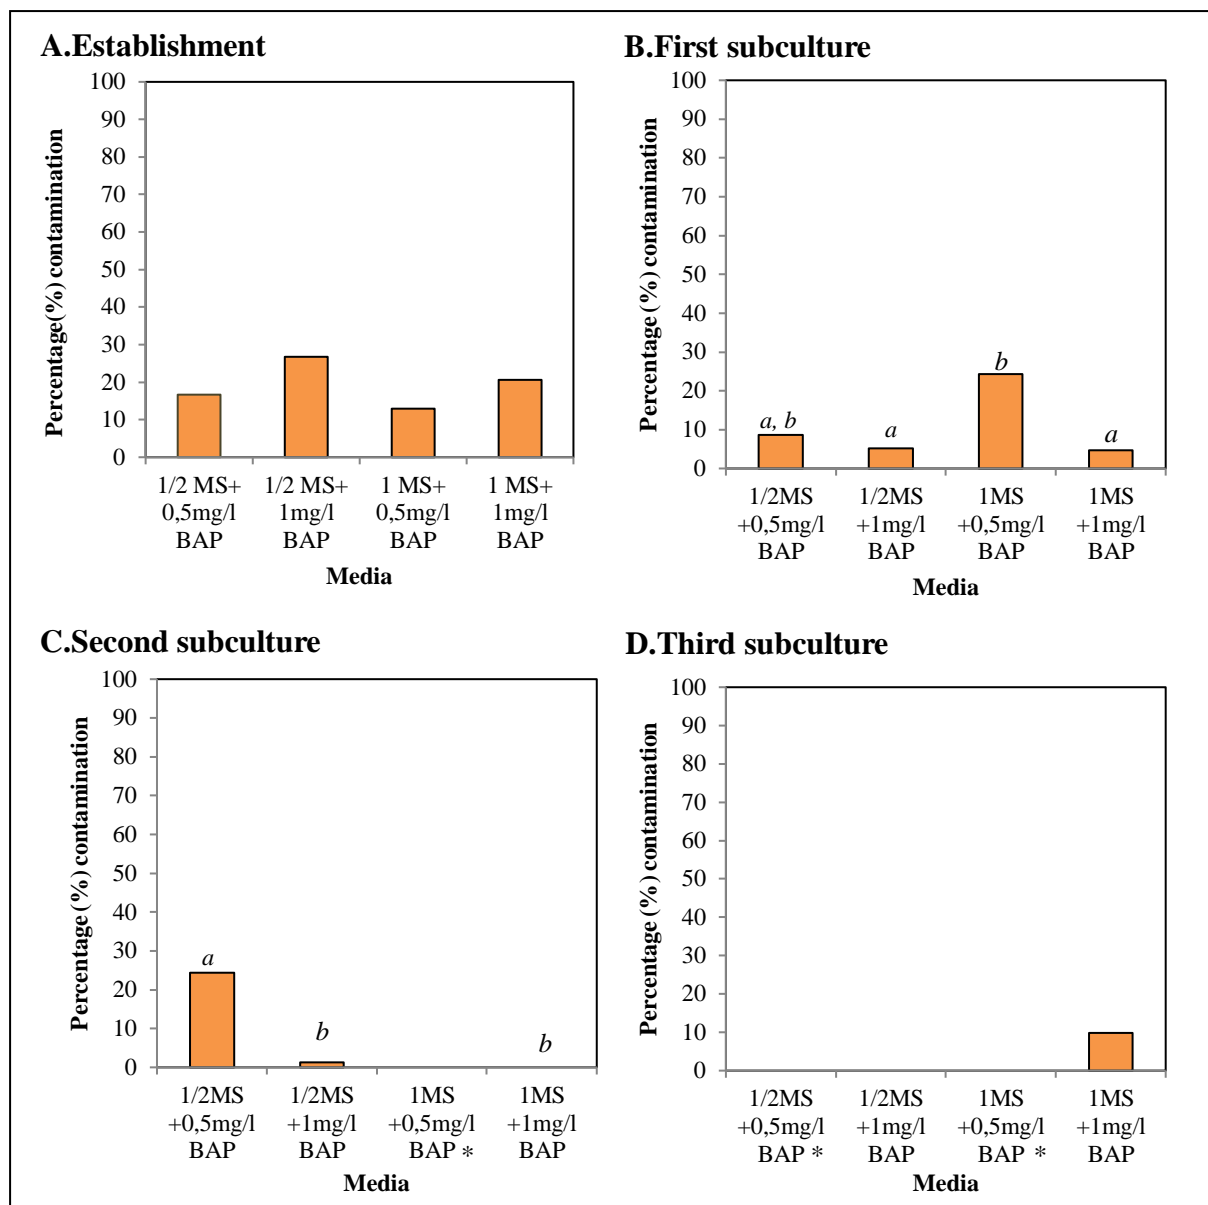 A.Establishment
Percentage(%) contamination
100
90
80
70
60
50
40
30
20
10
0
1/2 MS+ 1/2 MS+ 1 MS+ 1 MS+
0,5mg/l 1mg/l 0,5mg/l 1mg/l
BAP BAP BAP BAP
Media
B.First subculture
Percentage (%) contamination
100
90
80
70
60
50
40
30
20
10
0
a, b a b a
1/2MS 1/2MS 1MS 1MS
+0,5mg/l +1mg/l +0,5mg/l +1mg/l
BAP BAP BAP BAP
Media
C.Second subculture
Percentage (%) contamination
100
90
80
70
60
50
40
30
20
10
0
a b b
1/2MS 1/2MS 1MS 1MS
+0,5mg/l +1mg/l +0,5mg/l +1mg/l
BAP BAP BAP * BAP
Media
D.Third subculture
Percentage (%) contamination
100
90
80
70
60
50
40
30
20
10
0
1/2MS 1/2MS 1MS 1MS
+0,5mg/l +1mg/l +0,5mg/l +1mg/l
BAP * BAP BAP * BAP
Media